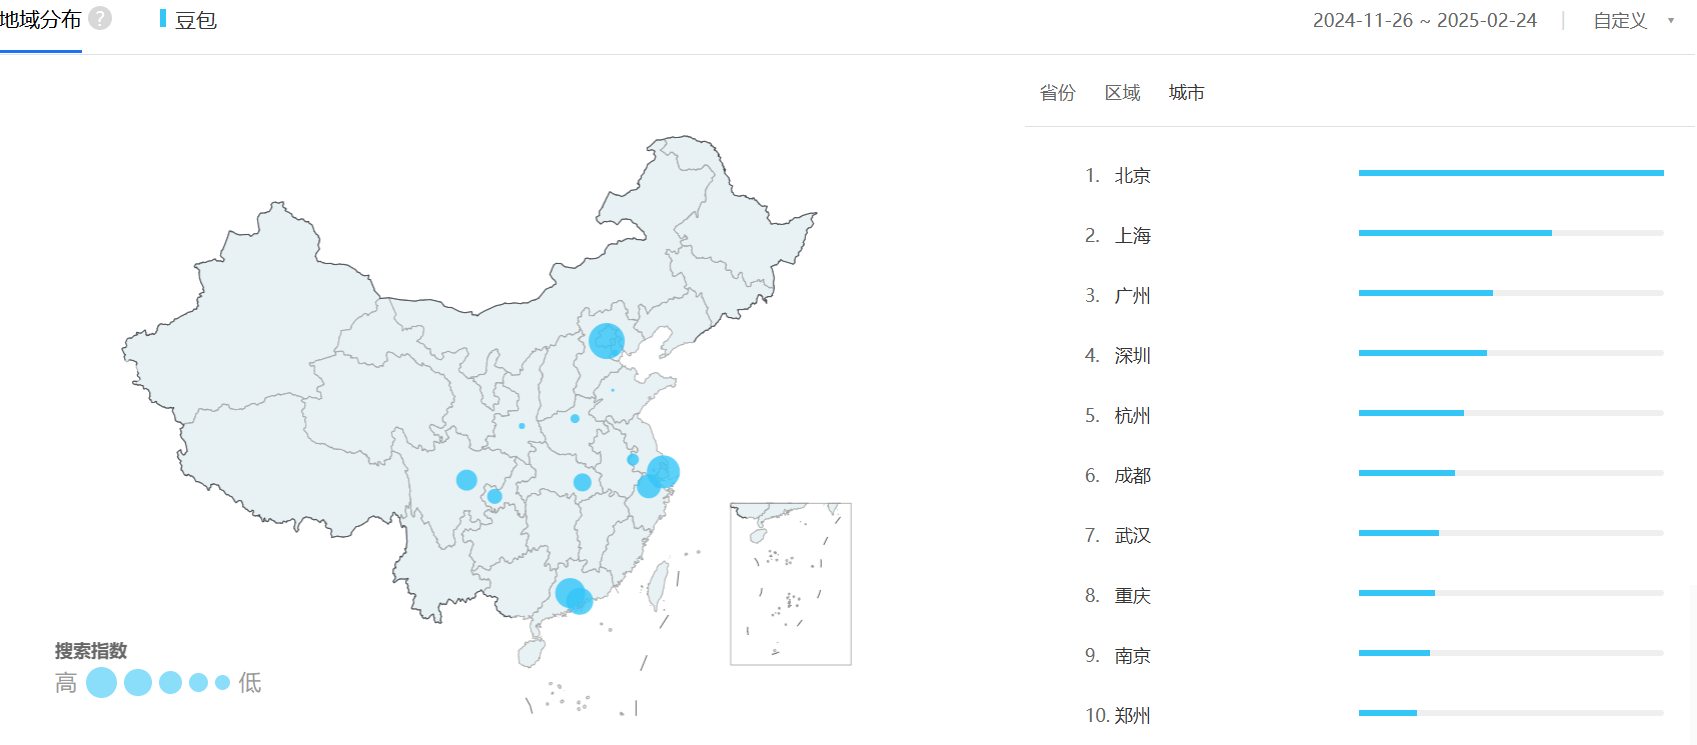 地域分布 ? 豆包 2024-11-26 ~ 2025-02-24 | 自定义
省份 区域 城市
1. 北京
2. 上海
3. 广州
4. 深圳
5. 杭州
6. 成都
7. 武汉
8. 重庆
9. 南京
10. 郑州
搜索指数
高 低